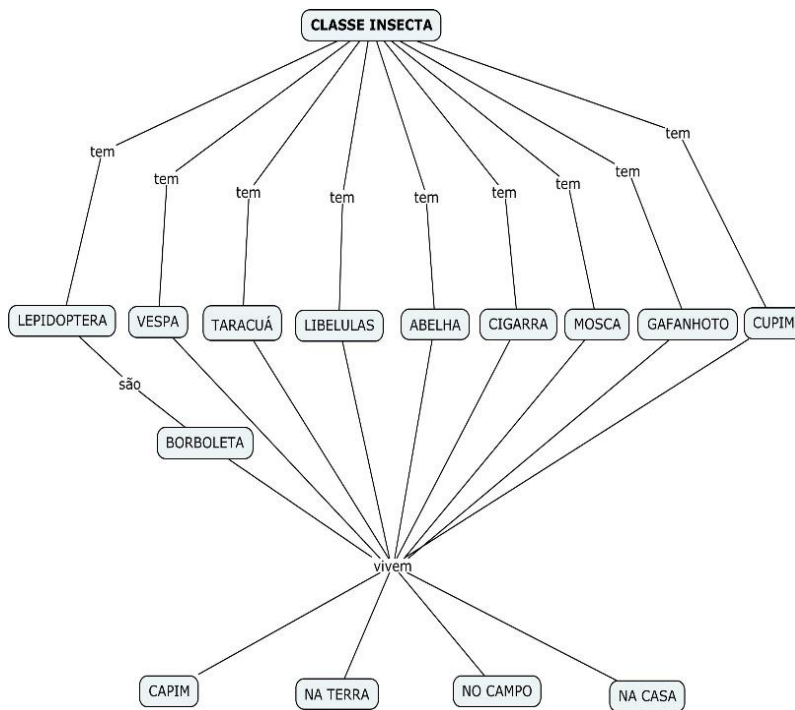 CLASSE INSECTA
tem
tem
tem
tem
tem
tem
tem
tem
tem
LEPIDOPTERA
VESPA
TARACUÁ
LIBELULAS
ABELHA
CIGARRA
MOSCA
GAFANHOTO
CUPIM
são
BORBOLETA
vivem
CAPIM
NA TERRA
NO CAMPO
NA CASA